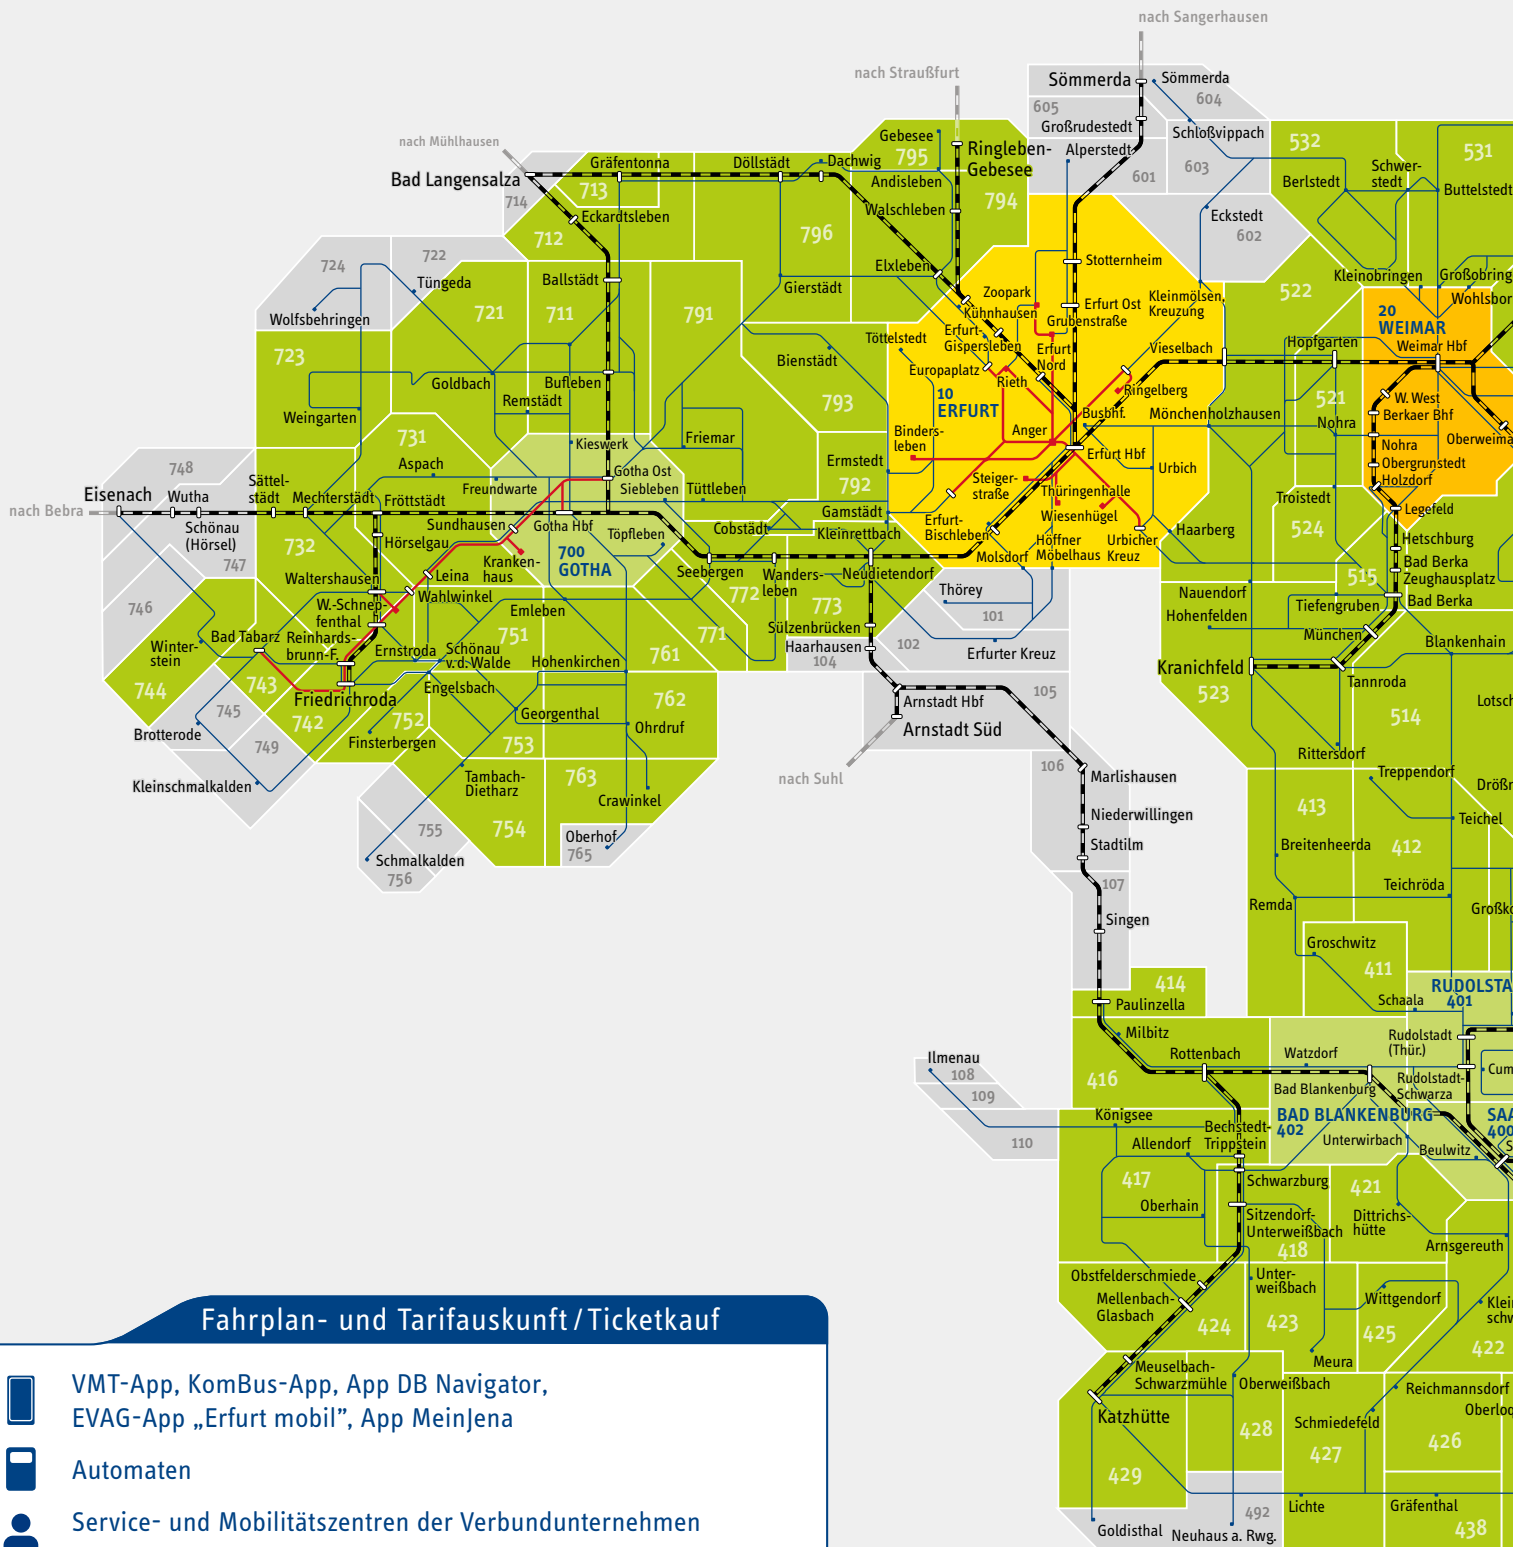 nach Sangerhausen
nach Straußfurt
Sömmerda
Sömmerda
604
605
Großrudestedt
Schloßvippach
nach Mühlhausen
Gebesee
795
Ringleben-
Gebesee
Alperstedt
603
601
532
531
Berlstedt
Schwer-
stedt
Buttelstedt
Bad Langensalza
714
Gräfentonna
713
Döllstädt
Dachwig
Andisleben
Walschleben
794
Eckardtsleben
712
796
Eckstedt
602
724
722
Tüngeda
Wolfsbehringen
Ballstädt
Elxleben
Gierstädt
Stotternheim
Kleinobringen
721
711
791
Zoopark
Kühnhausen
Erfurt Ost
Grubenstraße
Kleinmölsen,
Kreuzung
522
20
WEIMAR
Weimar Hbf
723
Töttelstedt
Erfurt-
Gispersleben
Erfurt
Nord
Vieselbach
Hopfgarten
Bienstädt
Europaplatz
Rieth
Ringelberg
Goldbach
Bufleben
Remstädt
Weingarten
793
10
ERFURT
Busbhf.
Mönchenholzhausen
521
Nohra
W. West
Berkaer Bhf
Nohra
Obergrunstedt
Holzdorf
731
Kieswerk
Friemar
Binders-
leben
Anger
Erfurt Hbf
Urbich
748
Aspach
Gotha Ost
Freundwarte
Siebleben
Tüttleben
Ermstedt
792
Steiger-
straße
Thüringenhalle
Wiesenhügel
Troistedt
524
Legefeld
nach Bebra
Eisenach
Wutha
Sättel-
städt
Mechterstädt
Fröttstädt
Schönau
(Hörsel)
Sundhausen
Gotha Hbf
Töpfleben
Cobstädt
Gamstädt
Kleinrettbach
Erfurt-
Bischleben
Hoffner
Möbelhaus
Urbicher
Kreuz
Haarberg
Hetschburg
Hörselgau
732
747
Kranken-
haus
700
GOTHA
Seebergen
Wanders-
leben
Neudietendorf
Molsdorf
Bad Berka
Zeughausplatz
515
746
Waltershausen
Leina
Wahlwinkel
W.-Schnep-
fenthal
Emleben
772
773
Thörey
101
Nauendorf
Hohenfelden
Tiefengruben
Bad Berka
Winter-
stein
Bad Tabarz
Reinhards-
brunn-F.
Ernstroda
Schönau
v.d. Walde
751
Hohenkirchen
761
771
Sülzenbrücken
Haarhausen
104
102
Erfurter Kreuz
München
Blankenhain
744
743
Friedrichroda
Engelsbach
762
Kranichfeld
Tannroda
745
742
752
Georgenthal
Ohrdruf
Arnstadt Hbf
Arnstadt Süd
105
523
514
Brotterode
749
Finsterbergen
753
Rittersdorf
Kleinschmalkalden
Tambach-
Dietharz
763
Crawinkel
nach Suhl
106
Marlishausen
Treppendorf
755
754
Oberhof
765
Niederwillingen
413
Teichel
Schmalkalden
756
Stadtilm
Breitenheerda
412
107
Teichröda
Singen
Remda
Groschwitz
411
414
Schaala
401
Paulinzella
Milbitz
Rudolstadt
(Thür.)
Ilmenau
108
109
110
Rottenbach
Watzdorf
416
Bad Blankenburg
Rudolstadt-
Schwarza
Königsee
BAD BLANKENBURG
402
Bechstedt-
Trippstein
Unterwirbach
Allendorf
Beulwitz
417
Schwarzburg
421
Oberhain
Sitzendorf-
Unterweißbach
418
Dittrichs-
hütte
Arnsgereuth
Obstfelderschmiede
Unter-
weißbach
Mellenbach-
Glasbach
Wittgendorf
424
423
425
422
Meura
Meuselbach-
Schwarzmühle
Oberweißbach
Reichmannsdorf
Katzhütte
Schmiedefeld
428
427
426
429
Lichte
Gräfenthal
492
438
Goldisthal
Neuhaus a. Rwg.
Fahrplan- und Tarifauskunft / Ticketkauf
VMT-App, KomBus-App, App DB Navigator,
EVAG-App „Erfurt mobil”, App MeinJena
Automaten
Service- und Mobilitätszentren der Verbundunternehmen